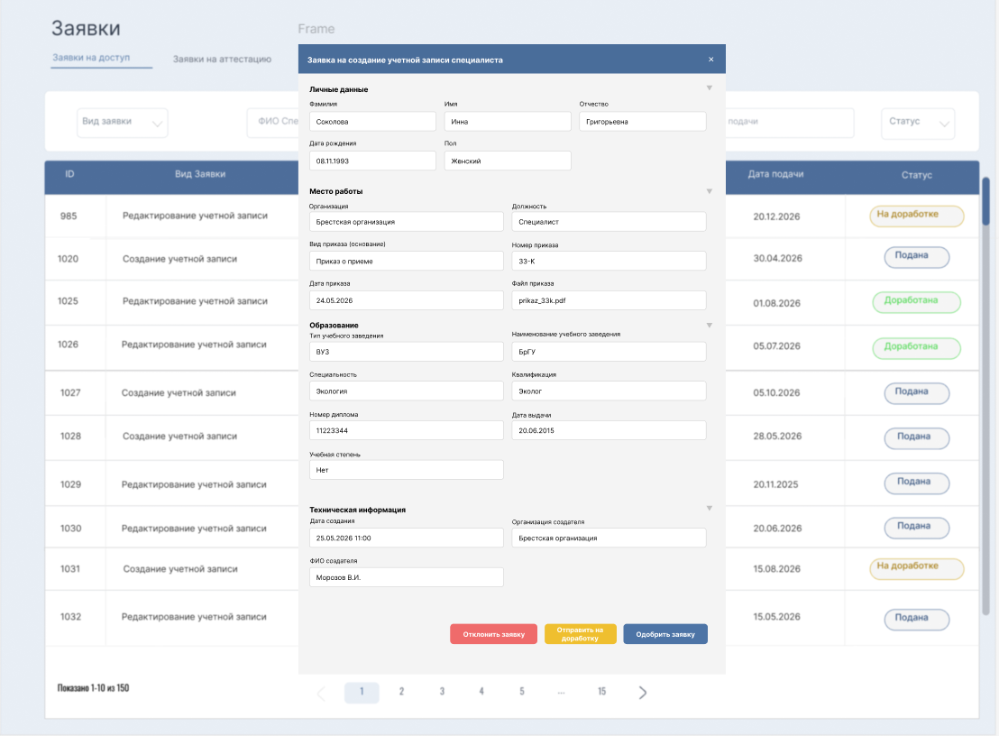 Заявки
Frame
Заявки на доступ
Заявки на аттестацию
Вид заявки
ФИО Спе
подачи
Статус
ID
Вид Заявки
Дата подачи
Статус
985
Редактирование учетной записи
20.12.2026
На доработке
1020
Создание учетной записи
30.04.2026
Подана
1025
Редактирование учетной записи
01.08.2026
Доработана
1026
Редактирование учетной записи
05.07.2026
Доработана
1027
Создание учетной записи
05.10.2026
Подана
1028
Создание учетной записи
28.05.2026
Подана
1029
Редактирование учетной записи
20.11.2025
Подана
1030
Редактирование учетной записи
20.06.2026
Подана
1031
Создание учетной записи
15.08.2026
На доработке
1032
Редактирование учетной записи
15.05.2026
Подана
Заявка на создание учетной записи специалиста
×
Личные данные
Фамилия
Имя
Отчество
Соколова
Инна
Григорьевна
Дата рождения
Пол
08.11.1993
Женский
Место работы
Организация
Должность
Брестская организация
Специалист
Вид приказа (основание)
Номер приказа
Приказ о приеме
33-К
Дата приказа
Файл приказа
24.05.2026
prikaz_33k.pdf
Образование
Тип учебного заведения
Наименование учебного заведения
ВУЗ
БрГУ
Специальность
Квалификация
Экология
Эколог
Номер диплома
Дата выдачи
11223344
20.06.2015
Учебная степень
Нет
Техническая информация
Дата создания
Организация создателя
25.05.2026 11:00
Брестская организация
ФИО создателя
Морозов В.И.
Отклонить заявку
Отправить на
доработку
Одобрить заявку
Показано 1-10 из 150
1 2 3 4 5 ... 15